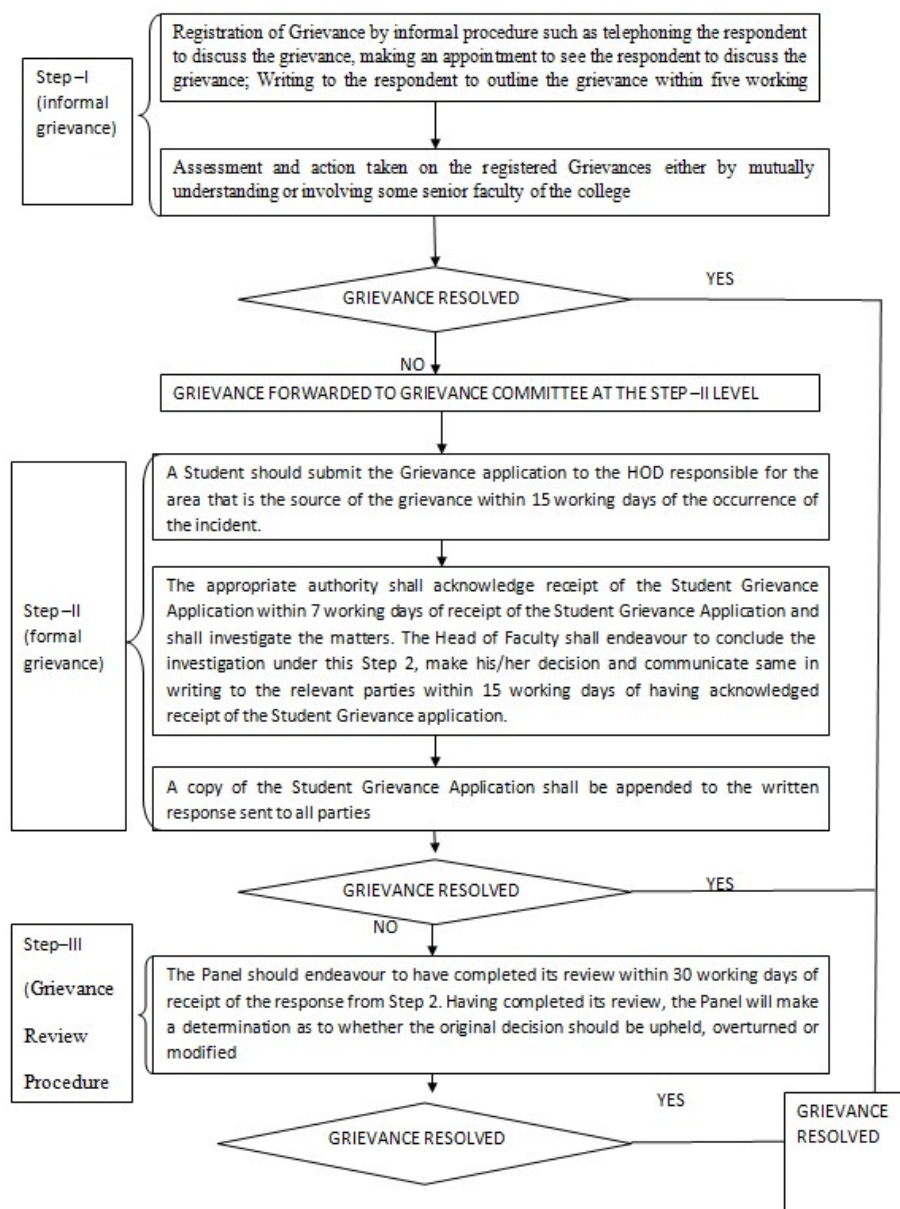 Registration of Grievance by informal procedure such as telephoning the respondent
to discuss the grievance, making an appointment to see the respondent to discuss the
grievance; Writing to the respondent to outline the grievance within five working
Step –I
(informal
grievance)
Assessment and action taken on the registered Grievances either by mutually
understanding or involving some senior faculty of the college
YES
GRIEVANCE RESOLVED
NO
GRIEVANCE FORWARDED TO GRIEVANCE COMMITTEE AT THE STEP –II LEVEL
A Student should submit the Grievance application to the HOD responsible for the
area that is the source of the grievance within 15 working days of the occurrence of
the incident.
Step –II
(formal
grievance)
The appropriate authority shall acknowledge receipt of the Student Grievance
Application within 7 working days of receipt of the Student Grievance Application and
shall investigate the matters. The Head of Faculty shall endeavour to conclude the
investigation under this Step 2, make his/her decision and communicate same in
writing to the relevant parties within 15 working days of having acknowledged
receipt of the Student Grievance application.
A copy of the Student Grievance Application shall be appended to the written
response sent to all parties
GRIEVANCE RESOLVED
YES
NO
Step–III
(Grievance
Review
Procedure
The Panel should endeavour to have completed its review within 30 working days of
receipt of the response from Step 2. Having completed its review, the Panel will make
a determination as to whether the original decision should be upheld, overturned or
modified
YES
GRIEVANCE RESOLVED
GRIEVANCE
RESOLVED